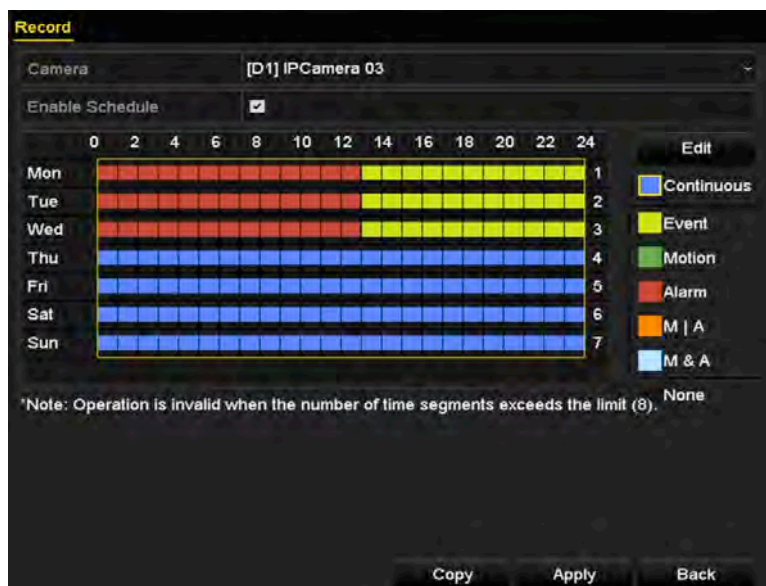 Record
Camera [D1] IPCamera 03
Enable Schedule
0 2 4 6 8 10 12 14 16 18 20 22 24
Edit
Mon 1
Continuous
Tue 2
Event
Wed 3
Thu 4
Motion
Fri 5
Alarm
Sat 6
M | A
Sun 7
M & A
None
*Note: Operation is invalid when the number of time segments exceeds the limit (8).
Copy Apply Back